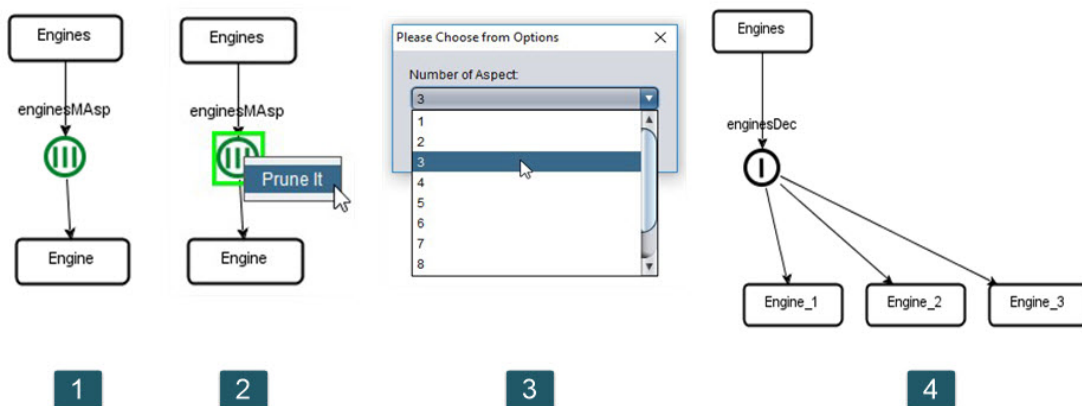 Engines
enginesMAsp
Engine
1
Engines
enginesMAsp
Prune It
Engine
2
Please Choose from Options
Number of Aspect:
3
1
2
3
4
5
6
7
8
3
Engines
enginesDec
Engine_1
Engine_2
Engine_3
4